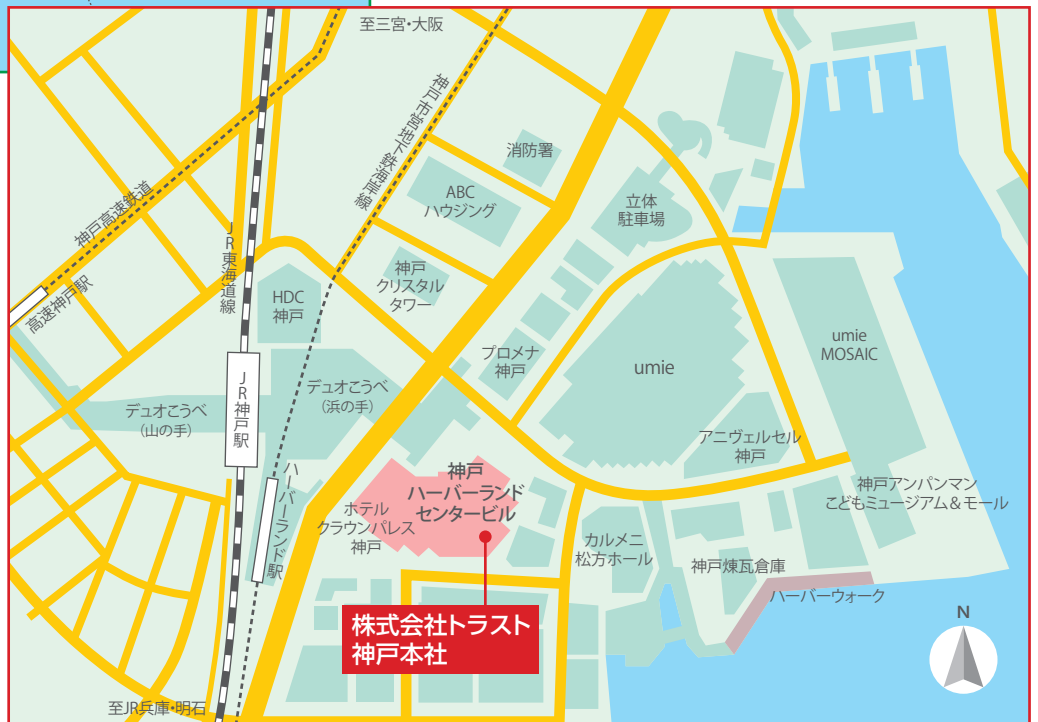 至三宮・大阪
神戸市営地下鉄海岸線
消防署
ABC
ハウジング
立体
駐車場
神戸高速鉄道
JR東海道線
高速神戸駅
HDC
神戸
神戸
クリスタル
タワー
プロメナ
神戸
umie
umie
MOSAIC
JR神戸駅
デュオこうべ
(浜の手)
デュオこうべ
(山の手)
アニヴェルセル
神戸
神戸アンパンマン
こどもミュージアム&モール
ハーバーランド駅
神戸
ハーバーランド
センタービル
ホテル
クラウンパレス
神戸
カルメニ
松方ホール
神戸煉瓦倉庫
ハーバーウォーク
株式会社トラスト
神戸本社
N
至JR兵庫・明石